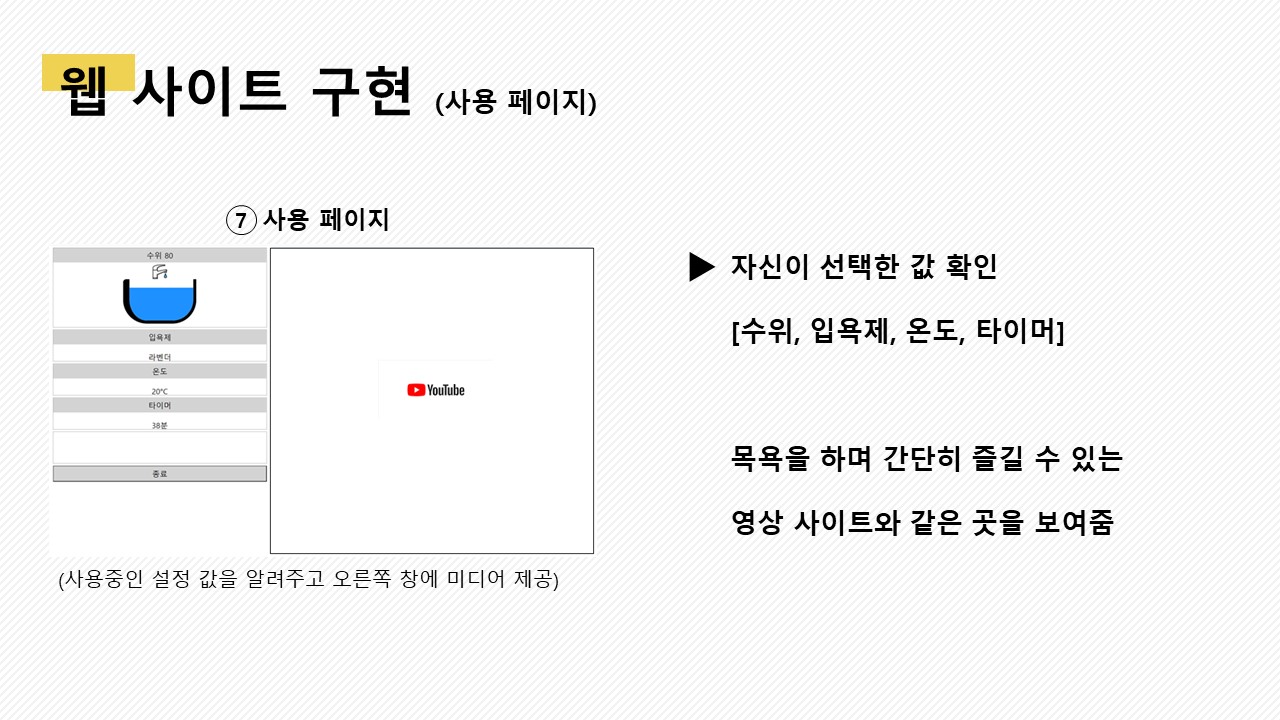 웹 사이트 구현 (사용 페이지)
⑦ 사용 페이지
수위 80
입욕제
라벤더
온도
20℃
타이머
38분
종료
YouTube
(사용중인 설정 값을 알려주고 오른쪽 창에 미디어 제공)
▶ 자신이 선택한 값 확인
[수위, 입욕제, 온도, 타이머]
목욕을 하며 간단히 즐길 수 있는
영상 사이트와 같은 곳을 보여줌